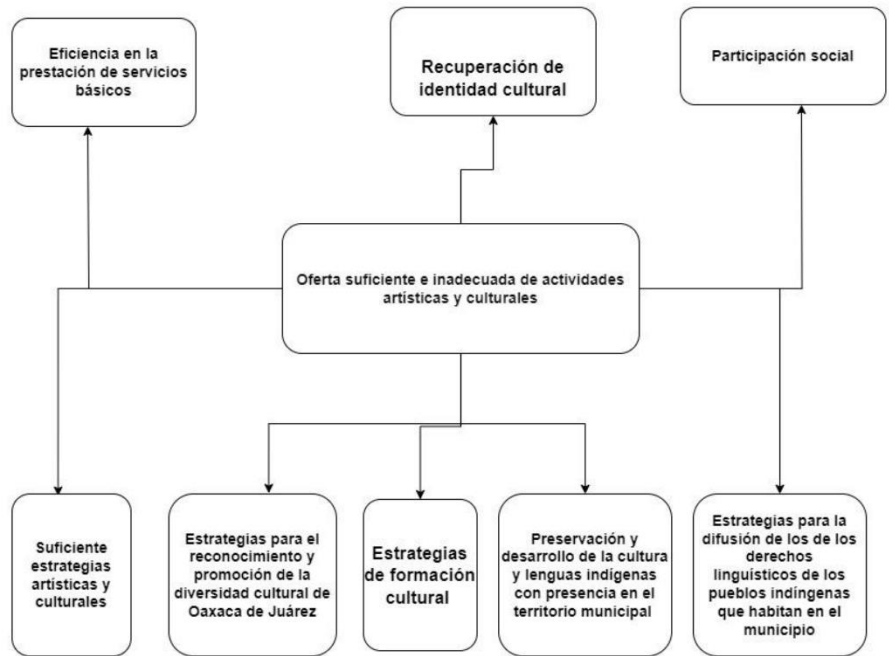 Eficiencia en la
prestación de servicios
básicos
Recuperación de
identidad cultural
Participación social
Oferta suficiente e inadecuada de actividades
artísticas y culturales
Suficiente
estrategias
artísticas y
culturales
Estrategias para el
reconocimiento y
promoción de la
diversidad cultural de
Oaxaca de Juárez
Estrategias
de formación
cultural
Preservación y
desarrollo de la cultura
y lenguas indígenas
con presencia en el
territorio municipal
Estrategias para la
difusión de los de los
derechos
linguísticos de los
pueblos indíngenas
que habitan en el
municipio